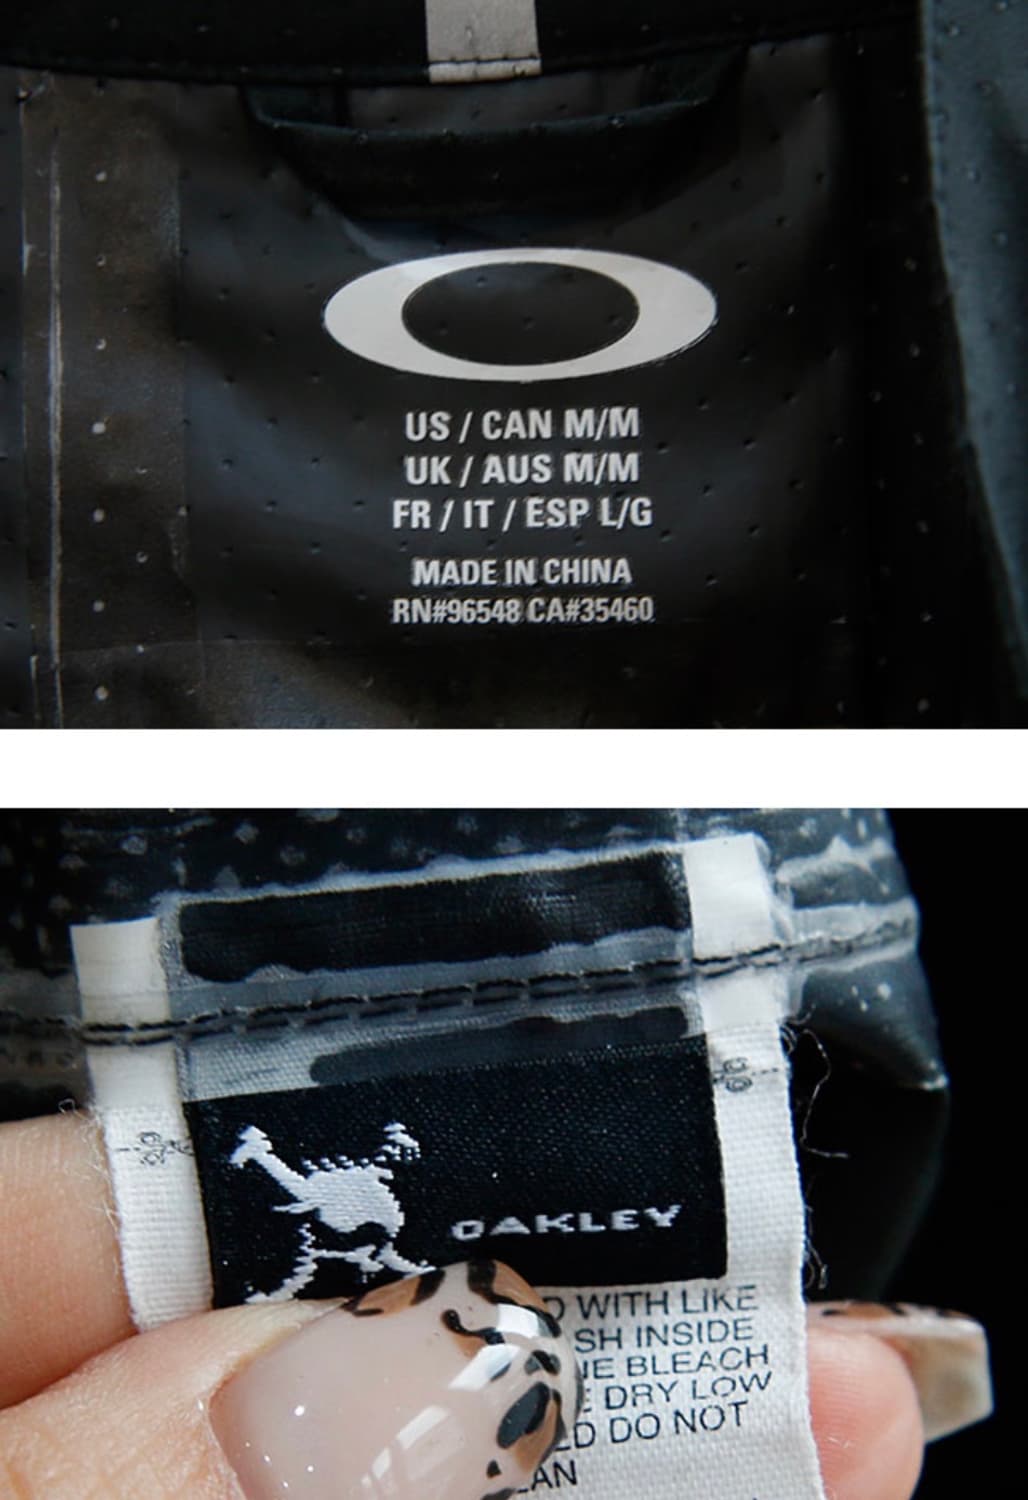 US / CAN M/M
UK / AUS M/M
FR / IT / ESP L/G
MADE IN CHINA
RN#96548 CA#35460
OAKLEY
WITH LIKE
INSIDE
BLEACH
DRY LOW
DO NOT